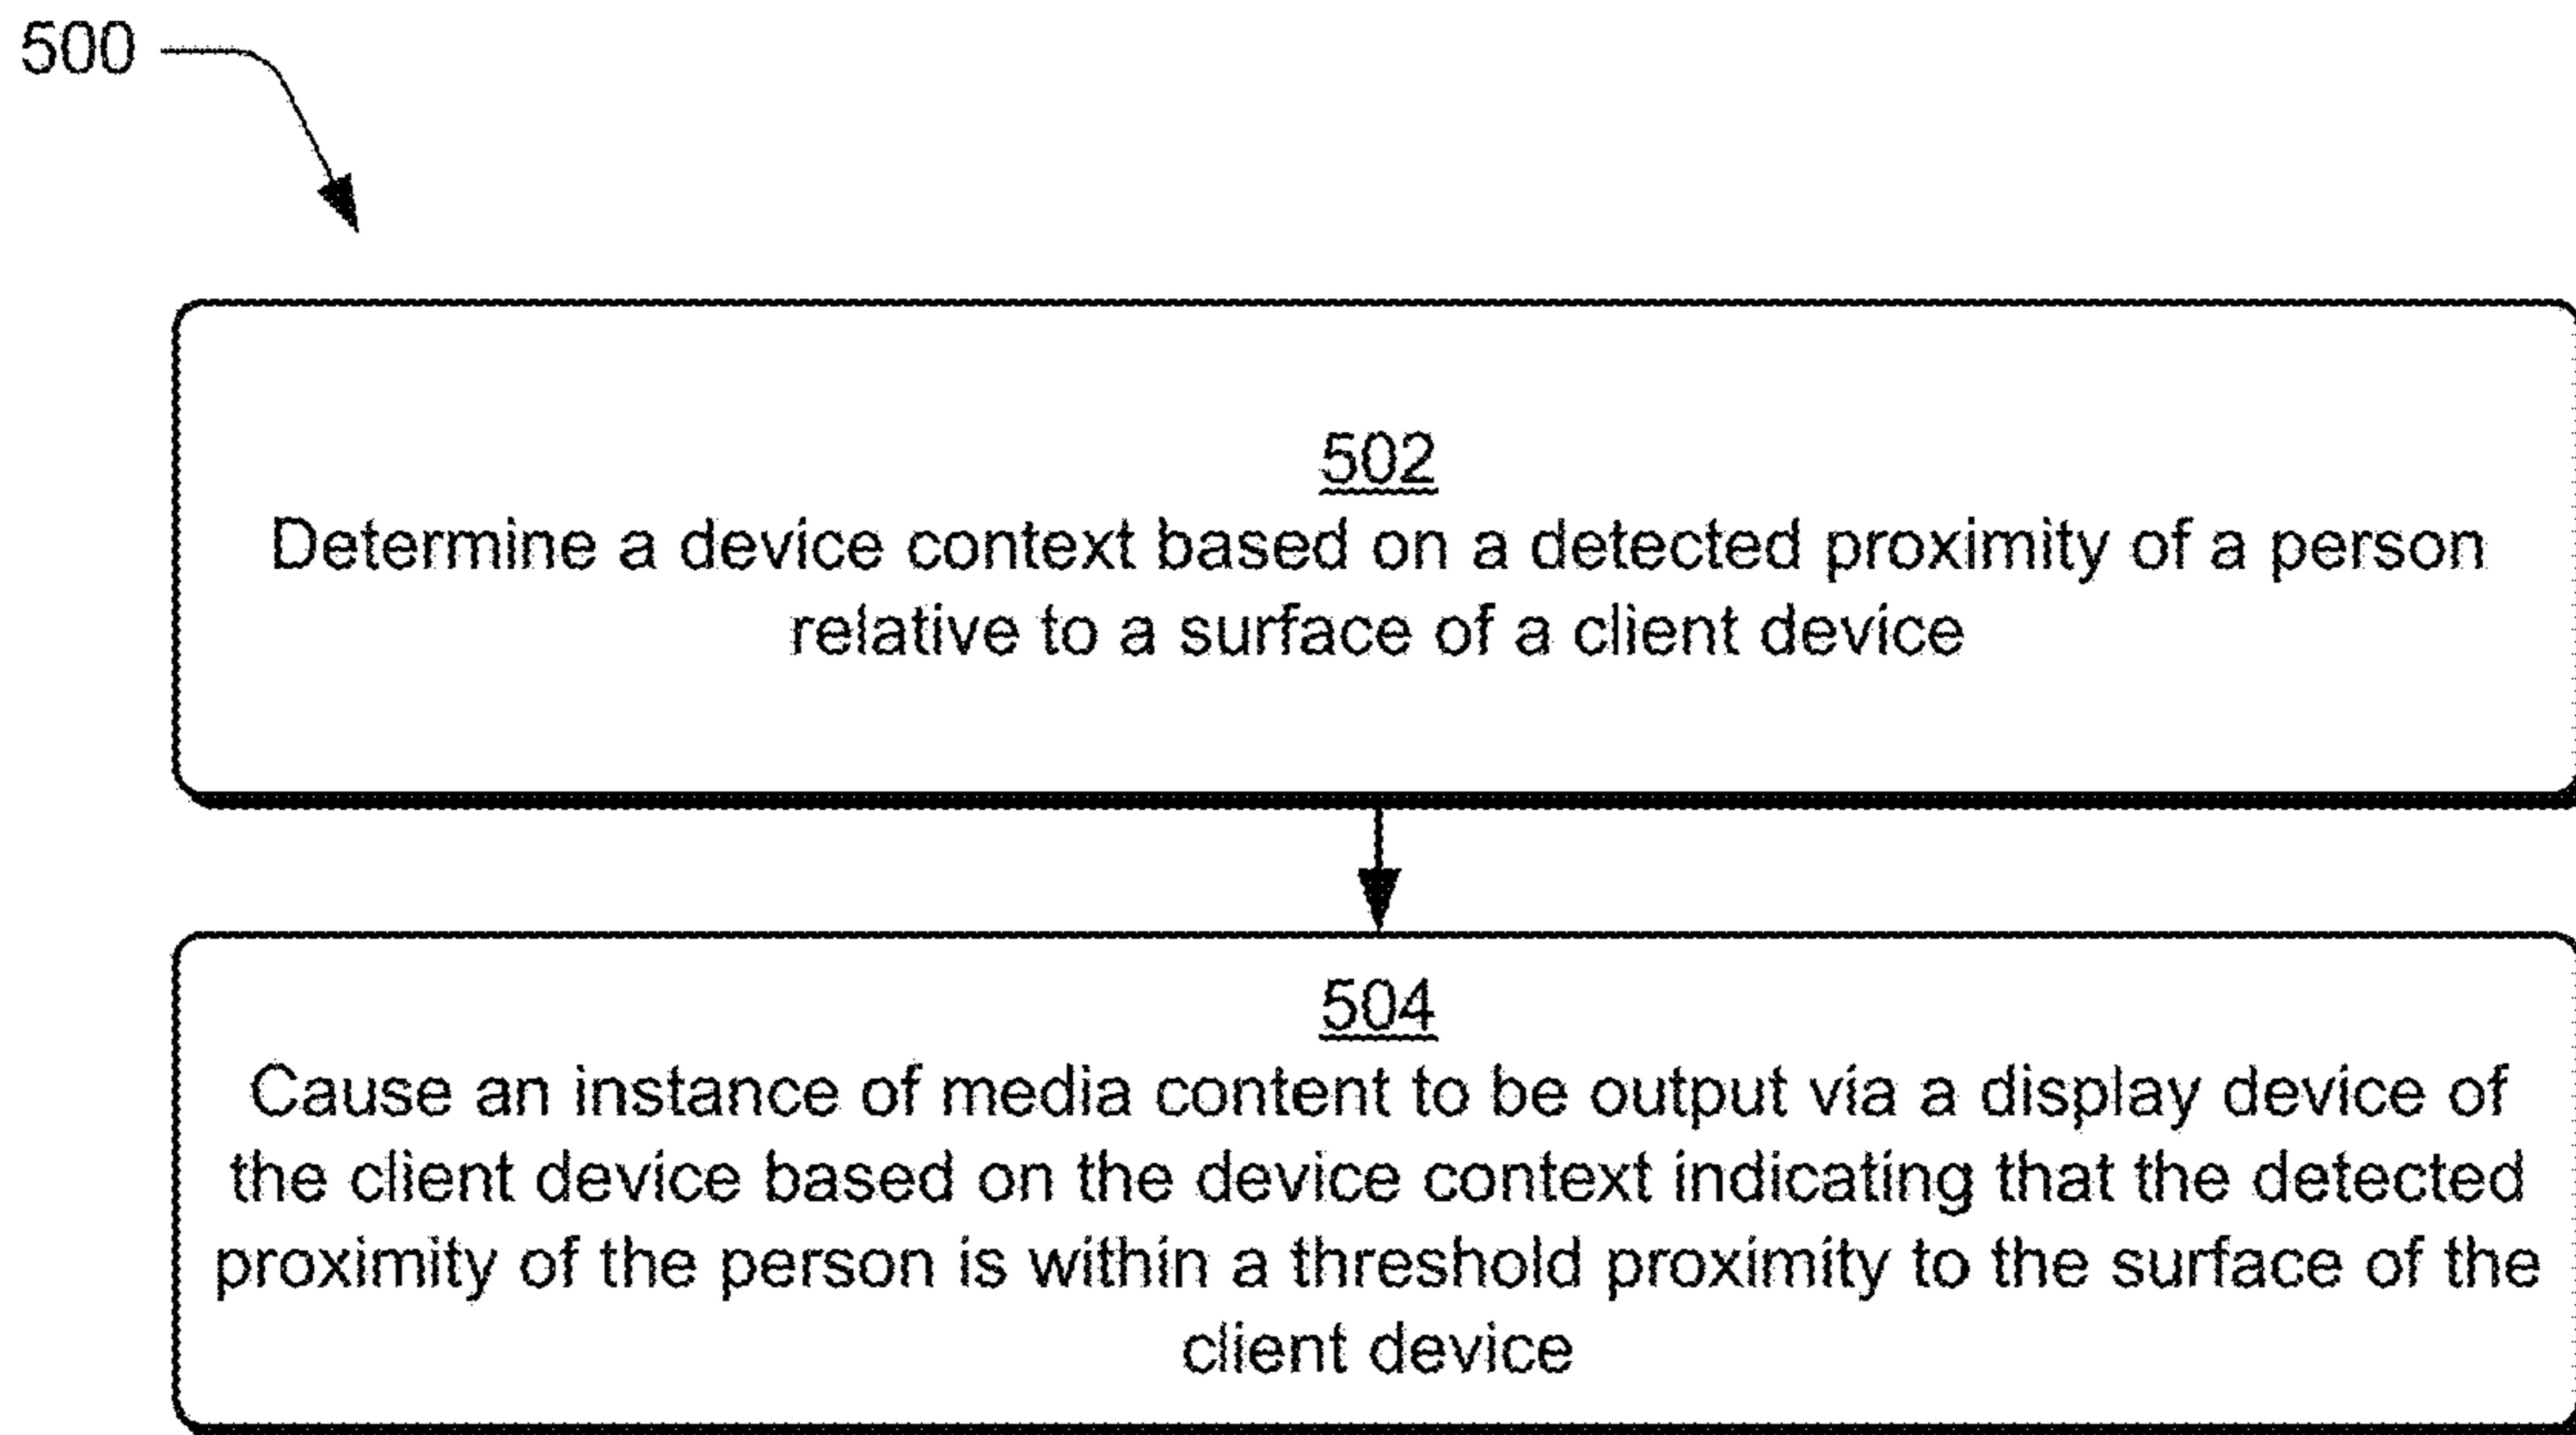 500
502
Determine a device context based on a detected proximity of a person
relative to a surface of a client device
504
Cause an instance of media content to be output via a display device of
the client device based on the device context indicating that the detected
proximity of the person is within a threshold proximity to the surface of the
client device